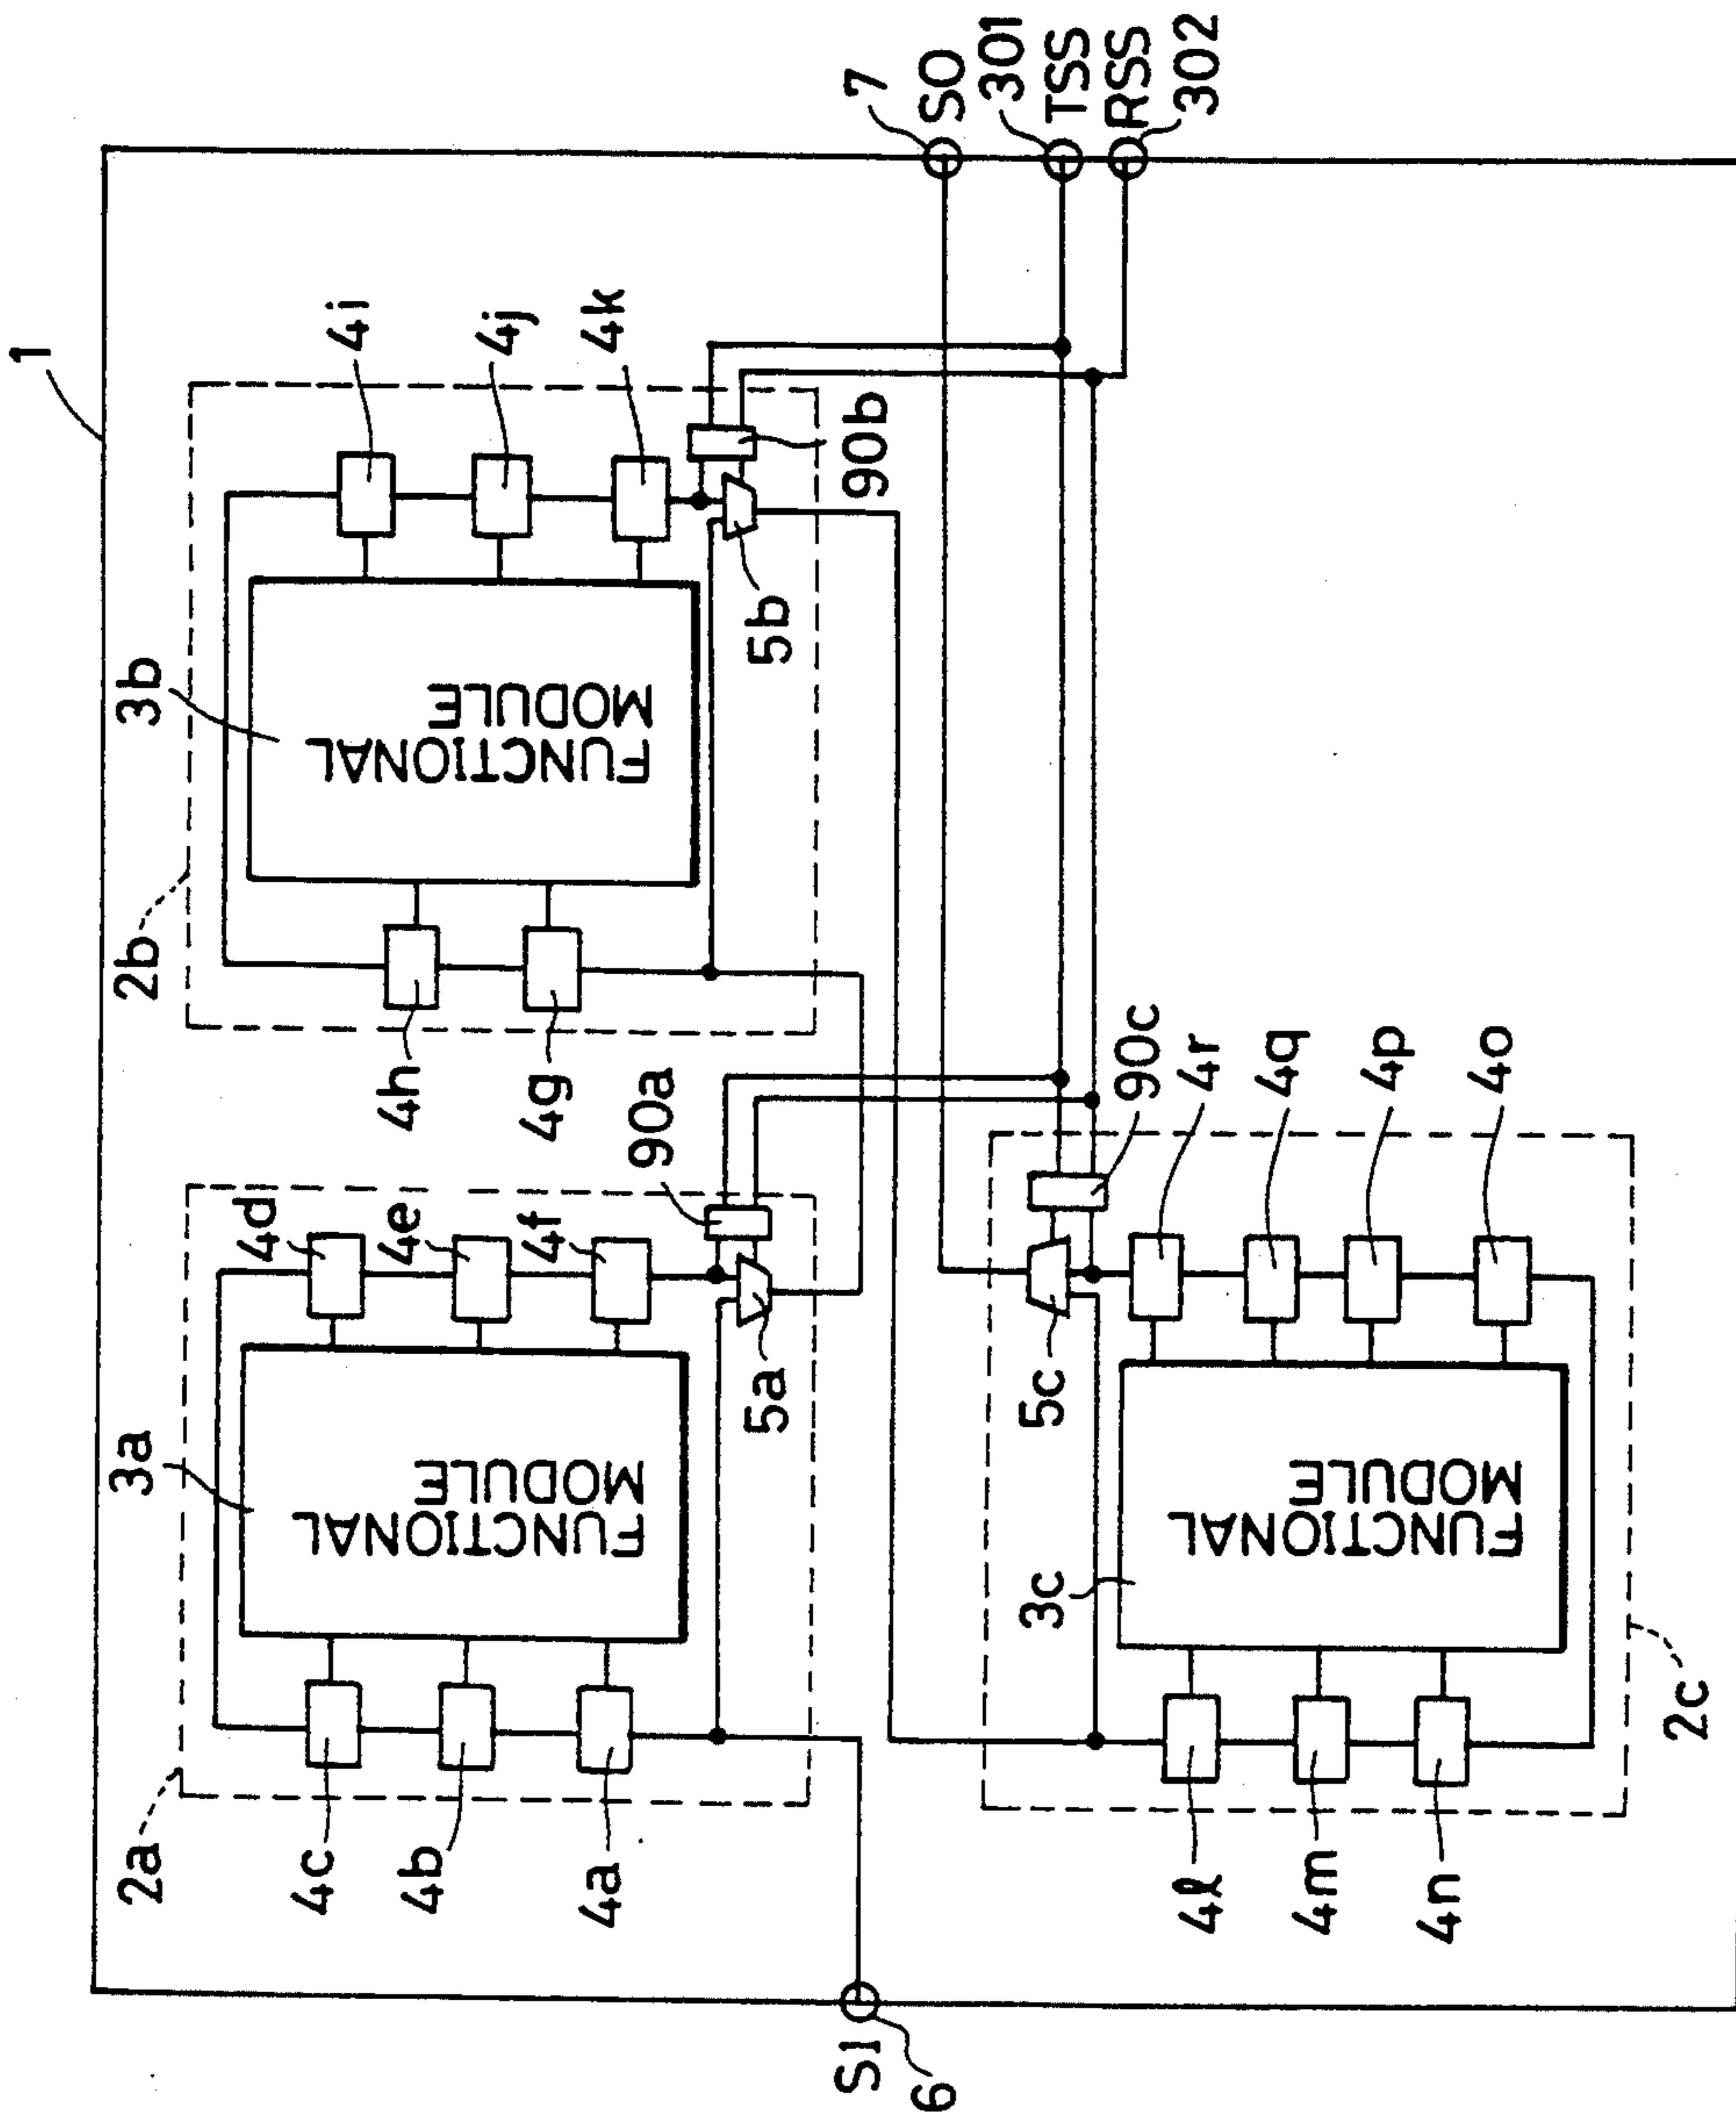 1
2a
3a
FUNCTIONAL
MODULE
4c
4b
4a
4d
4e
4f
5a
90a
2b
3b
FUNCTIONAL
MODULE
4h
4g
4i
4j
4k
5b
90b
SI
6
7
SO
301
TSS
RSS
302
2c
3c
FUNCTIONAL
MODULE
4ℓ
4m
4n
5c
90c
4r
4q
4p
4o